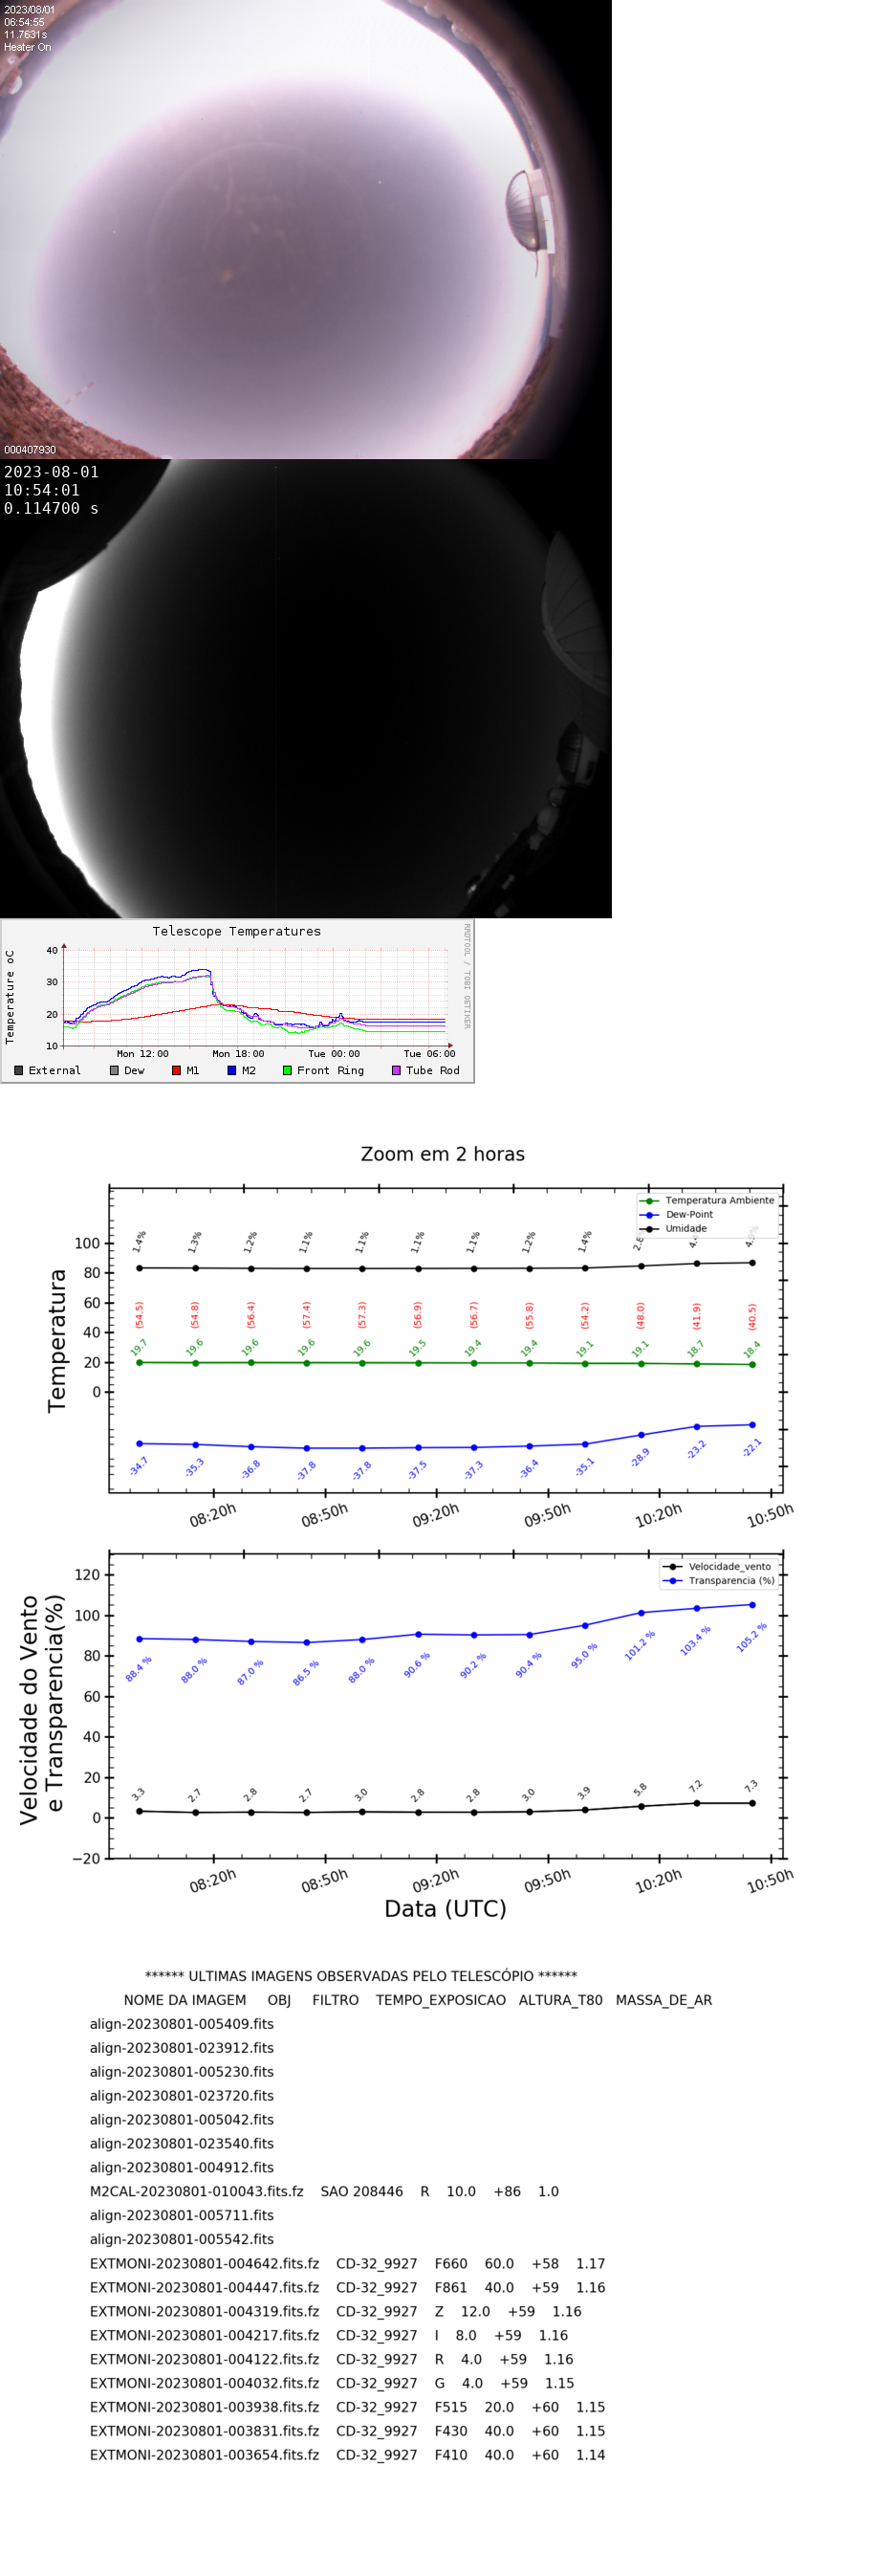 2023/08/01
06:54:55
11.7631s
Heater On
000407930
2023-08-01
10:54:01
0.114700 s
Telescope Temperatures
RRDTOOL / TOBI OETIKER
Temperature oC
40
30
20
10
Mon 12:00 Mon 18:00 Tue 00:00 Tue 06:00
External Dew M1 M2 Front Ring Tube Rod
Zoom em 2 horas
Temperatura Ambiente
Dew-Point
Umidade
Temperatura
100
80
60
40
20
0
1.4% 1.3% 1.2% 1.1% 1.1% 1.1% 1.1% 1.2% 1.4%
(54.5) (54.8) (56.4) (57.4) (57.3) (56.9) (56.7) (55.8) (54.2) (48.0) (41.9) (40.5)
19.7 19.6 19.6 19.6 19.6 19.5 19.4 19.4 19.1 19.1 18.7 18.4
-34.7 -35.3 -36.8 -37.8 -37.8 -37.5 -37.3 -36.4 -35.1 -28.9 -23.2 -22.1
08:20h 08:50h 09:20h 09:50h 10:20h 10:50h
Velocidade_vento
Transparencia (%)
Velocidade do Vento
e Transparencia(%)
120
100
80
60
40
20
0
−20
88.4 % 88.0 % 87.0 % 86.5 % 88.0 % 90.6 % 90.2 % 90.4 % 95.0 % 101.2 % 103.4 % 105.2 %
3.3 2.7 2.8 2.7 3.0 2.8 2.8 3.0 3.9 5.8 7.2 7.3
08:20h 08:50h 09:20h 09:50h 10:20h 10:50h
Data (UTC)
****** ULTIMAS IMAGENS OBSERVADAS PELO TELESCÓPIO ******
NOME DA IMAGEM OBJ FILTRO TEMPO_EXPOSICAO ALTURA_T80 MASSA_DE_AR
align-20230801-005409.fits
align-20230801-023912.fits
align-20230801-005230.fits
align-20230801-023720.fits
align-20230801-005042.fits
align-20230801-023540.fits
align-20230801-004912.fits
M2CAL-20230801-010043.fits.fz SAO 208446 R 10.0 +86 1.0
align-20230801-005711.fits
align-20230801-005542.fits
EXTMONI-20230801-004642.fits.fz CD-32_9927 F660 60.0 +58 1.17
EXTMONI-20230801-004447.fits.fz CD-32_9927 F861 40.0 +59 1.16
EXTMONI-20230801-004319.fits.fz CD-32_9927 Z 12.0 +59 1.16
EXTMONI-20230801-004217.fits.fz CD-32_9927 I 8.0 +59 1.16
EXTMONI-20230801-004122.fits.fz CD-32_9927 R 4.0 +59 1.16
EXTMONI-20230801-004032.fits.fz CD-32_9927 G 4.0 +59 1.15
EXTMONI-20230801-003938.fits.fz CD-32_9927 F515 20.0 +60 1.15
EXTMONI-20230801-003831.fits.fz CD-32_9927 F430 40.0 +60 1.15
EXTMONI-20230801-003654.fits.fz CD-32_9927 F410 40.0 +60 1.14